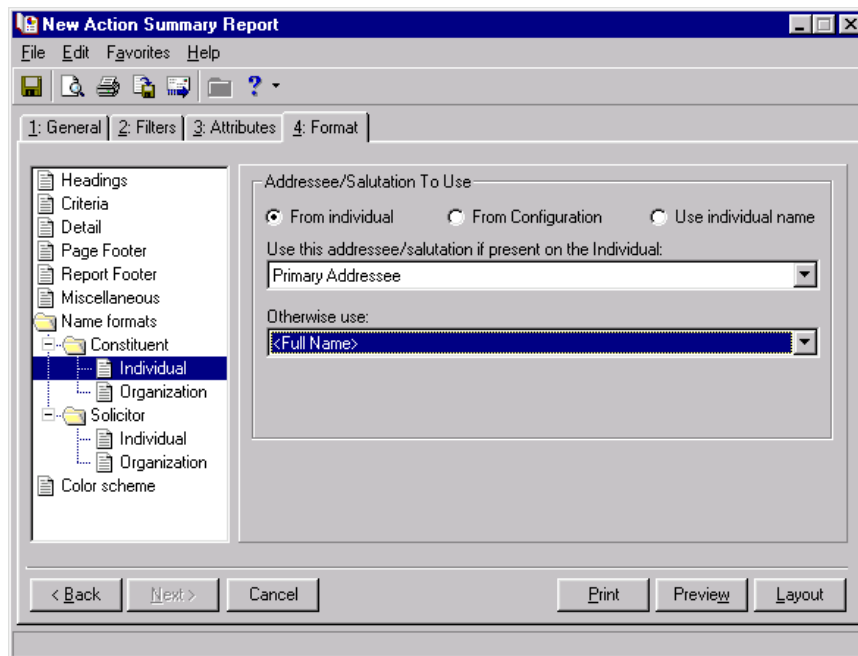 New Action Summary Report
File Edit Favorites Help
1: General 2: Filters 3: Attributes 4: Format
Headings
Criteria
Detail
Page Footer
Report Footer
Miscellaneous
Name formats
Constituent
Individual
Organization
Solicitor
Individual
Organization
Color scheme
Addressee/Salutation To Use
From individual From Configuration Use individual name
Use this addressee/salutation if present on the Individual:
Primary Addressee
Otherwise use:
<Full Name>
< Back Next > Cancel Print Preview Layout